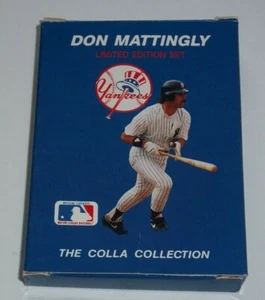 DON MATTINGLY
LIMITED EDITION SET
Yankees
THE COLLA COLLECTION